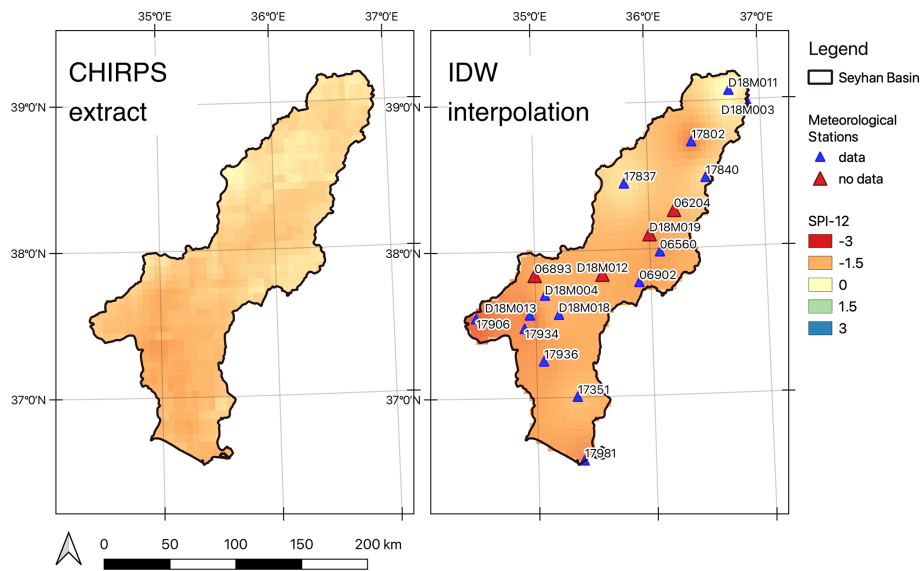 35°0'E 36°0'E 37°0'E 35°0'E 36°0'E 37°0'E
CHIRPS
extract
IDW
interpolation
39°0'N
38°0'N
37°0'N
39°0'N
38°0'N
37°0'N
D18M011
D18M003
17802
17840
17837
06204
D18M019
06560
06893
D18M012
06902
D18M004
D18M013
D18M018
17906
17934
17936
17351
17981
Legend
Seyhan Basin
Meteorological
Stations
data
no data
SPI-12
-3
-1.5
0
1.5
3
0 50 100 150 200 km